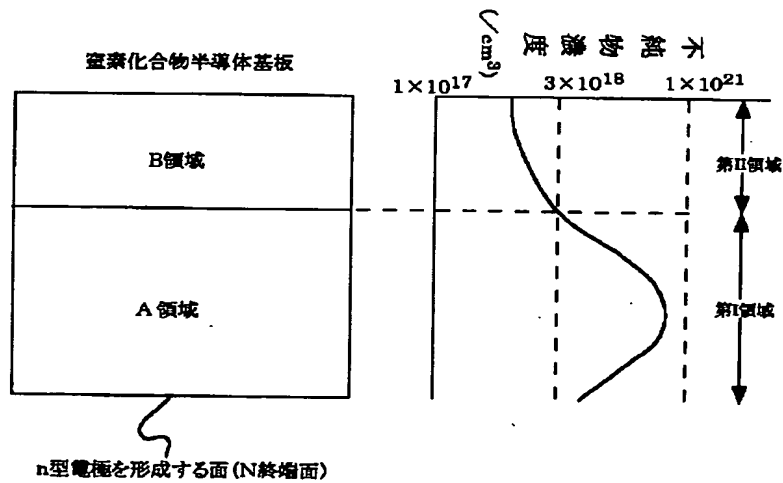 窒素化合物半導体基板
B領域
A領域
n型電極を形成する面(N終端面)
不純物濃度
(/cm³)
1×10¹⁷ 3×10¹⁸ 1×10²¹
第II領域
第I領域